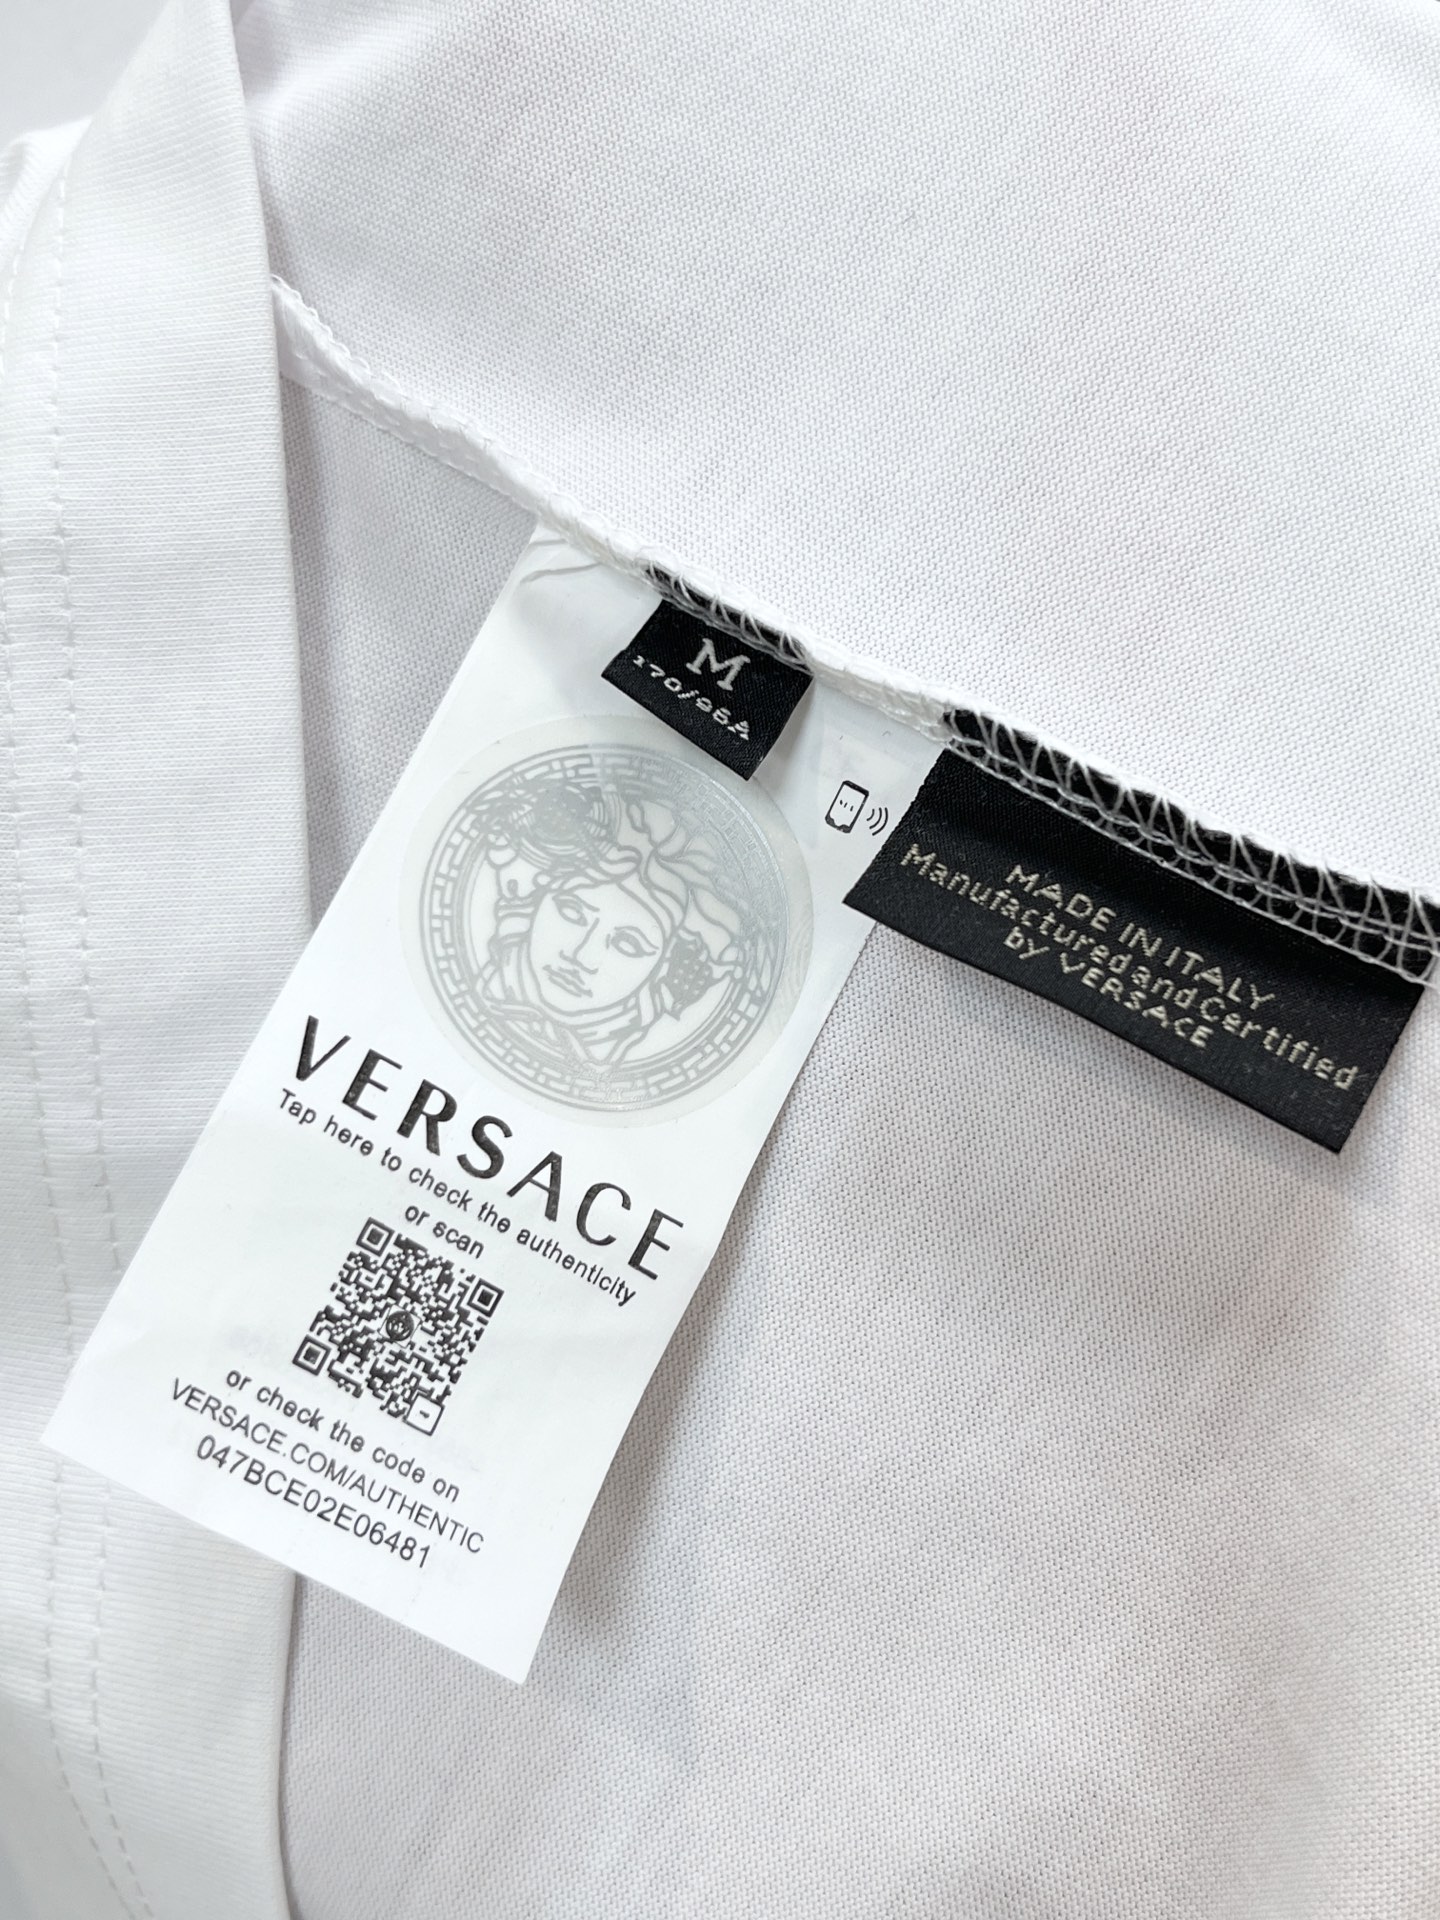 M
170/96A
MADE IN ITALY
Manufactured and Certified
by VERSACE
VERSACE
Tap here to check the authenticity
or scan
or check the code on
VERSACE.COM/AUTHENTIC
047BCE02E06481